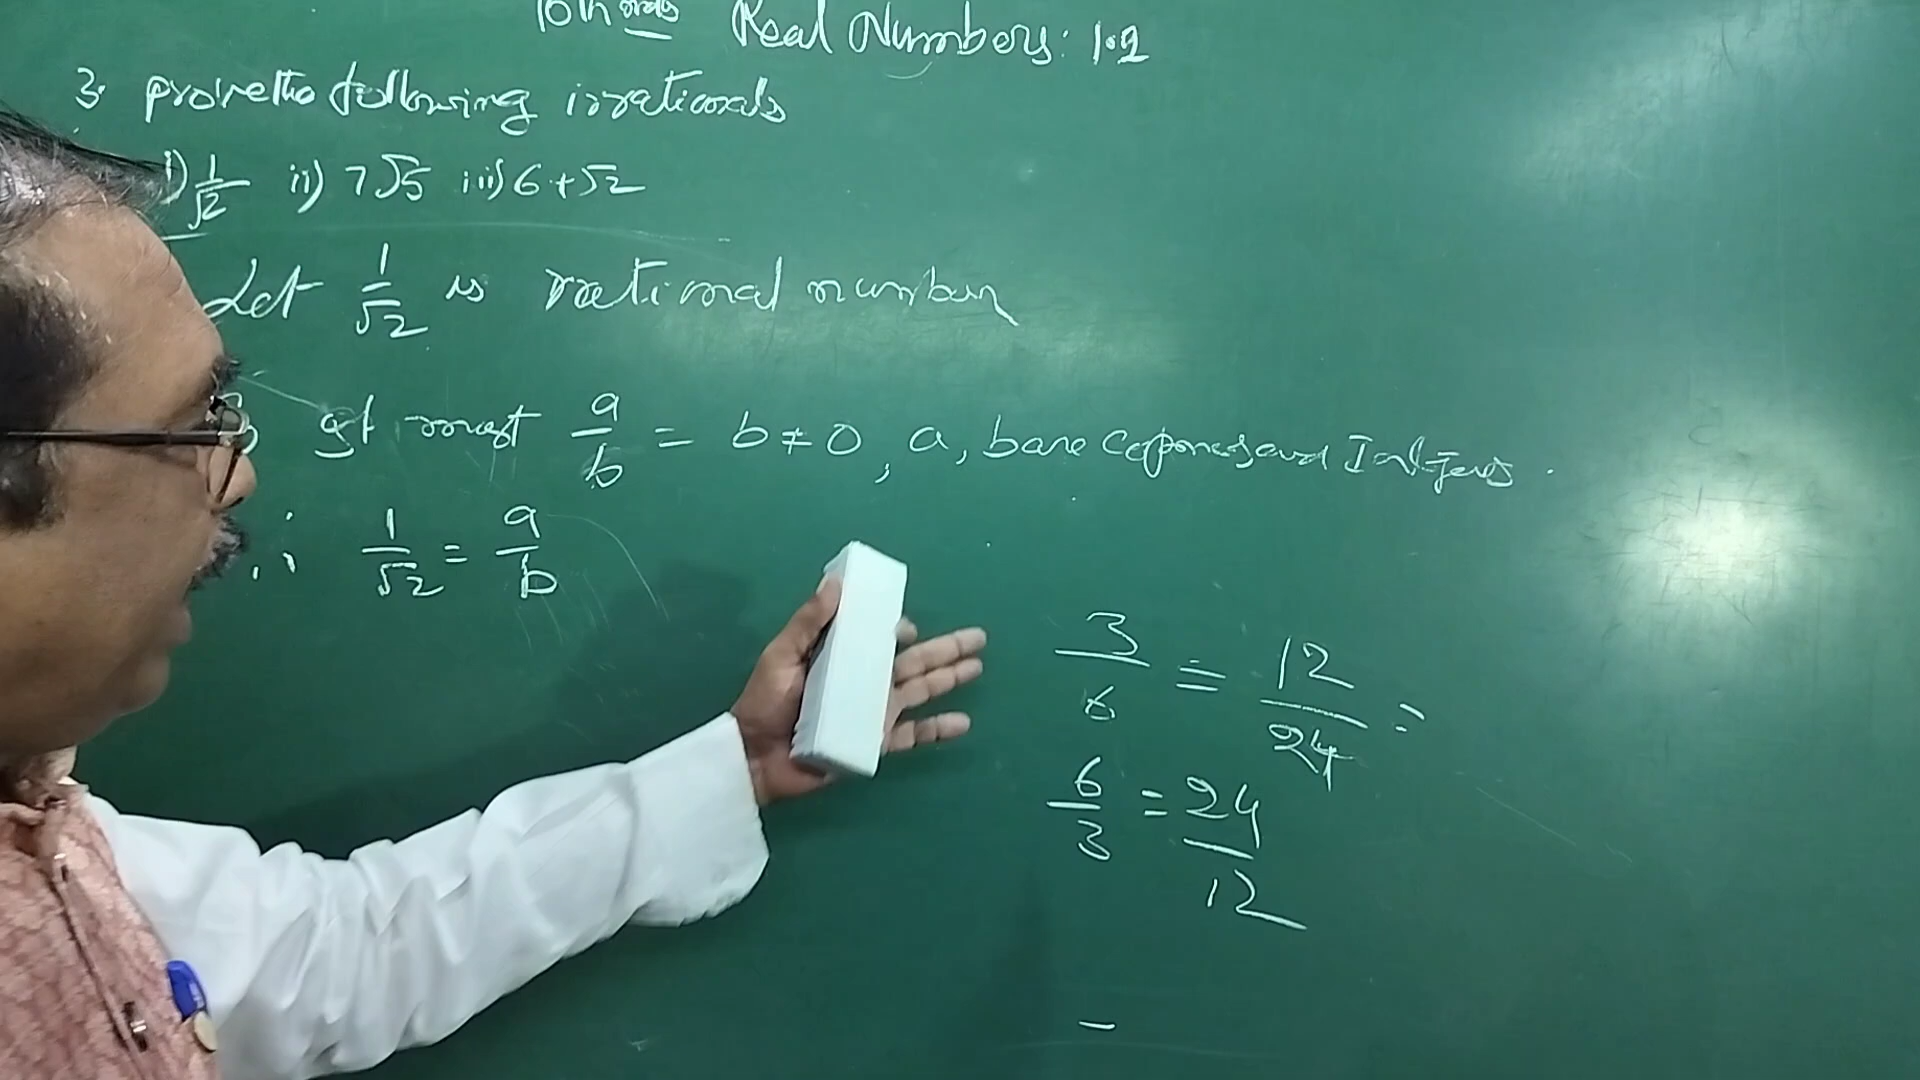 10th Real Numbers: 1.2
3. prove the following irrationals
i) 1/√2 ii) 7√5 iii) 6+√2
Let 1/√2 is rational number
It must a/b = b≠0, a, b are coprimes and Integers.
∴ 1/√2 = a/b
3/6 = 12/24 =
6/3 = 24/12